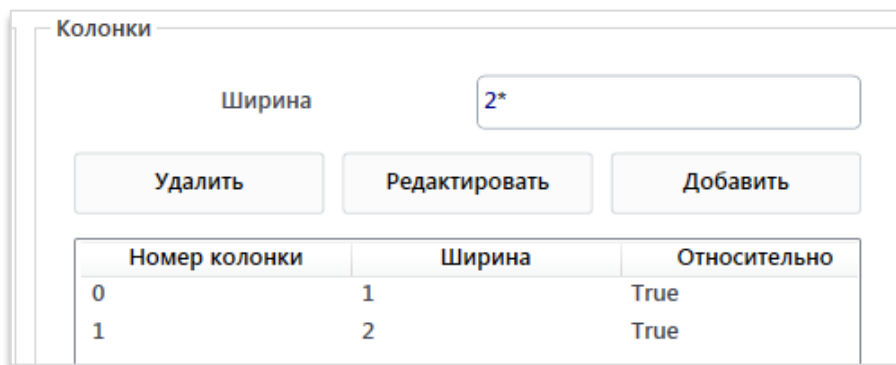 Колонки
Ширина 2*
Удалить Редактировать Добавить
Номер колонки Ширина Относительно
0 1 True
1 2 True